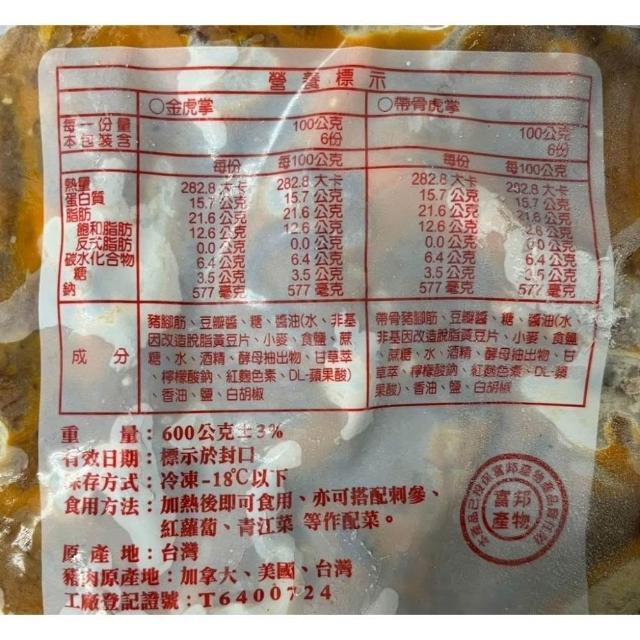 營養標示
○金虎掌 ○帶骨虎掌
每一份量 100公克 100公克
本包裝含 6份 6份
每份 每100公克 每份 每100公克
熱量 282.8 大卡 282.8 大卡 282.8 大卡 282.8 大卡
蛋白質 15.7 公克 15.7 公克 15.7 公克 15.7 公克
脂肪 21.6 公克 21.6 公克 21.6 公克 21.6 公克
飽和脂肪 12.6 公克 12.6 公克 12.6 公克 12.6 公克
反式脂肪 0.0 公克 0.0 公克 0.0 公克 0.0 公克
碳水化合物 6.4 公克 6.4 公克 6.4 公克 6.4 公克
糖 3.5 公克 3.5 公克 3.5 公克 3.5 公克
鈉 577 毫克 577 毫克 577 毫克 577 毫克
成分
豬腳筋、豆瓣醬、糖、醬油(水、非基
因改造脫脂黃豆片、小麥、食鹽、蔗
糖、水、酒精、酵母抽出物、甘草萃
、檸檬酸鈉、紅麴色素、DL-蘋果酸)
、香油、鹽、白胡椒
帶骨豬腳筋、豆瓣醬、糖、醬油(水、
非基因改造脫脂黃豆片、小麥、食鹽
、蔗糖、水、酒精、酵母抽出物、甘
草萃、檸檬酸鈉、紅麴色素、DL-蘋
果酸)、香油、鹽、白胡椒
重量:600公克±3%
有效日期:標示於封口
保存方式:冷凍-18℃以下
食用方法:加熱後即可食用、亦可搭配刺參、
紅蘿蔔、青江菜 等作配菜。
原產地:台灣
豬肉原產地:加拿大、美國、台灣
工廠登記證號:T6400724
本產品已投保富邦產物產品責任險
富邦
產物